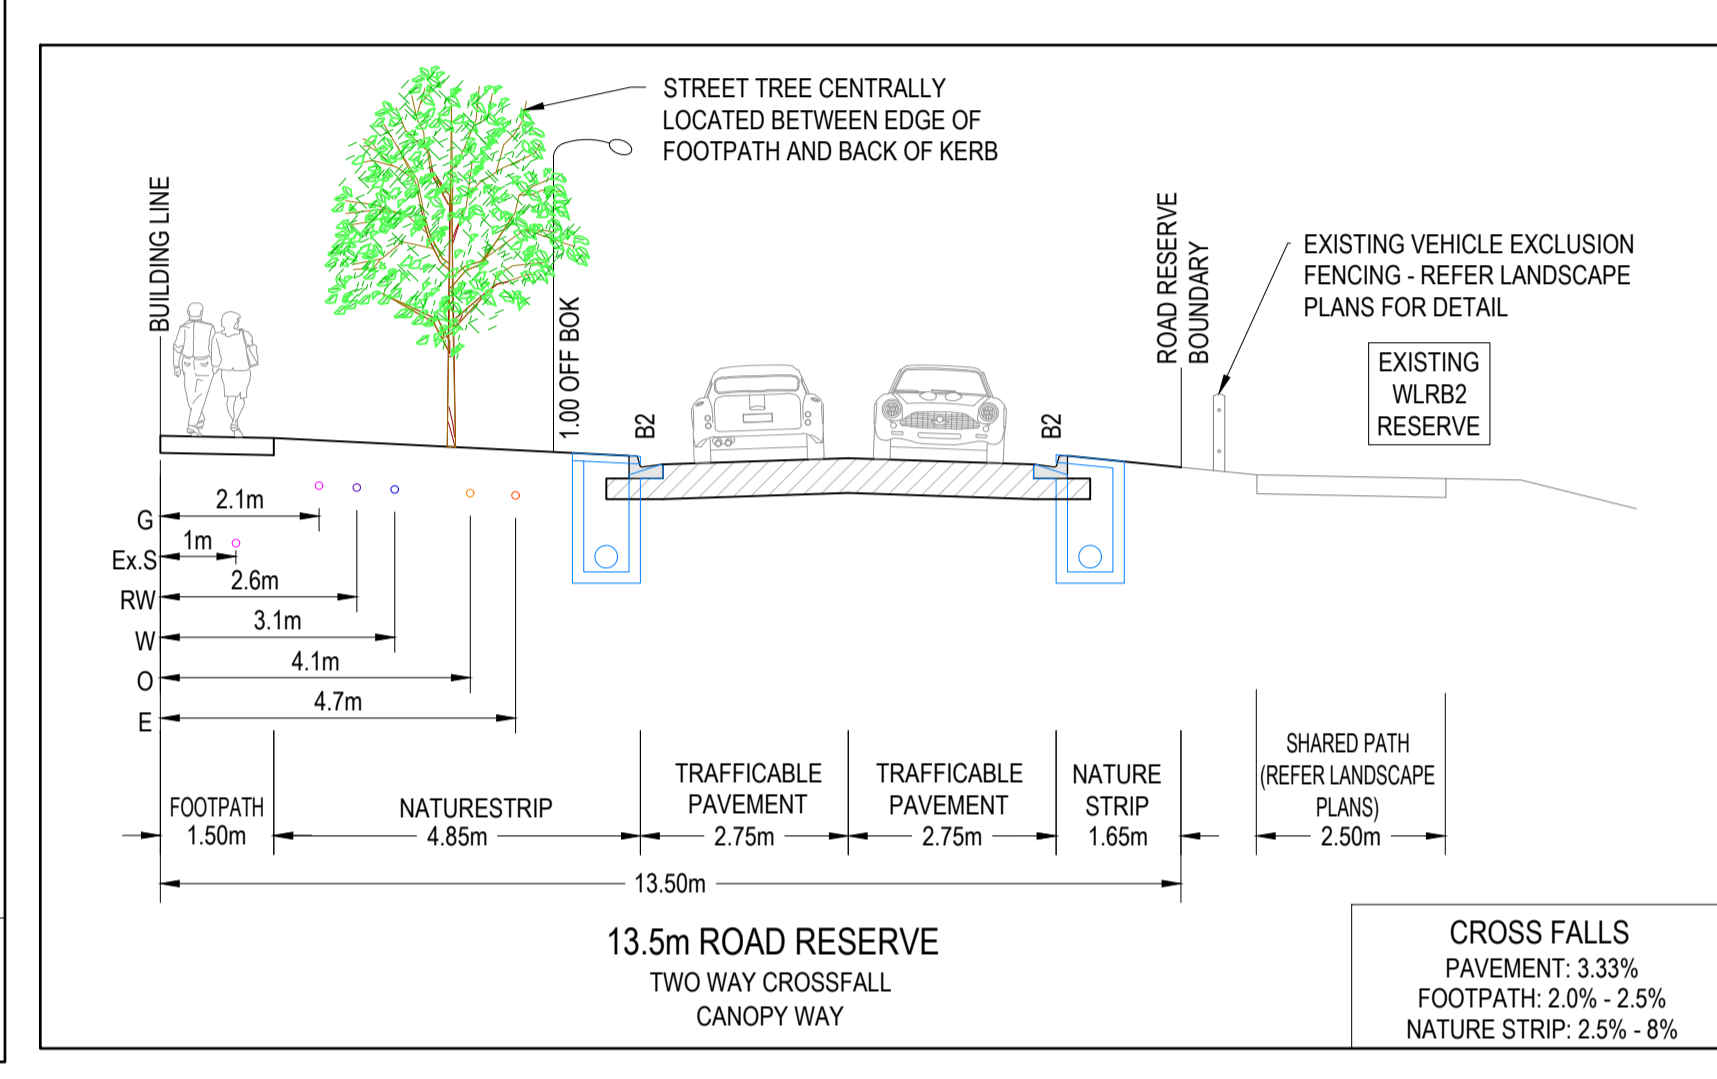 STREET TREE CENTRALLY
LOCATED BETWEEN EDGE OF
FOOTPATH AND BACK OF KERB
BUILDING LINE
1.00 OFF BOK
B2
B2
ROAD RESERVE
BOUNDARY
EXISTING VEHICLE EXCLUSION
FENCING - REFER LANDSCAPE
PLANS FOR DETAIL
EXISTING
WLRB2
RESERVE
G
2.1m
Ex.S
1m
RW
2.6m
W
3.1m
O
4.1m
E
4.7m
FOOTPATH
1.50m
NATURESTRIP
4.85m
TRAFFICABLE
PAVEMENT
2.75m
TRAFFICABLE
PAVEMENT
2.75m
NATURE
STRIP
1.65m
SHARED PATH
(REFER LANDSCAPE
PLANS)
2.50m
13.50m
13.5m ROAD RESERVE
TWO WAY CROSSFALL
CANOPY WAY
CROSS FALLS
PAVEMENT: 3.33%
FOOTPATH: 2.0% - 2.5%
NATURE STRIP: 2.5% - 8%